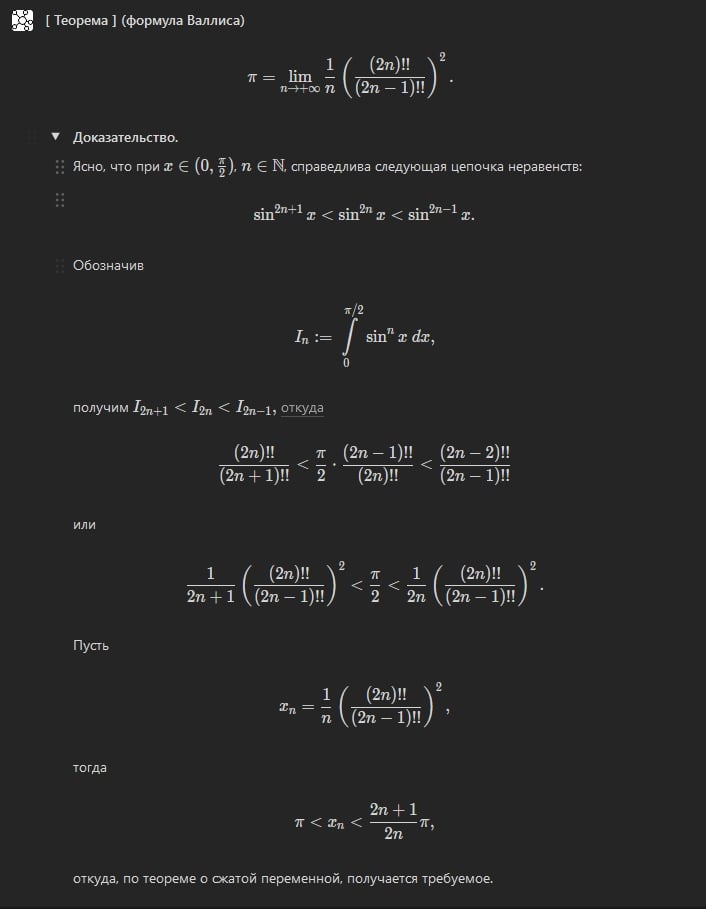 [ Теорема ] (формула Валлиса)
$$\pi = \lim_{n \to +\infty} \frac{1}{n} \left( \frac{(2n)!!}{(2n-1)!!} \right)^2.$$
Доказательство.
Ясно, что при $x \in (0, \frac{\pi}{2})$, $n \in \mathbb{N}$, справедлива следующая цепочка неравенств:
$$\sin^{2n+1} x < \sin^{2n} x < \sin^{2n-1} x.$$
Обозначив
$$I_n := \int\limits_0^{\pi/2} \sin^n x \, dx,$$
получим $I_{2n+1} < I_{2n} < I_{2n-1}$, откуда
$$\frac{(2n)!!}{(2n+1)!!} < \frac{\pi}{2} \cdot \frac{(2n-1)!!}{(2n)!!} < \frac{(2n-2)!!}{(2n-1)!!}$$
или
$$\frac{1}{2n+1} \left( \frac{(2n)!!}{(2n-1)!!} \right)^2 < \frac{\pi}{2} < \frac{1}{2n} \left( \frac{(2n)!!}{(2n-1)!!} \right)^2.$$
Пусть
$$x_n = \frac{1}{n} \left( \frac{(2n)!!}{(2n-1)!!} \right)^2,$$
тогда
$$\pi < x_n < \frac{2n+1}{2n} \pi,$$
откуда, по теореме о сжатой переменной, получается требуемое.